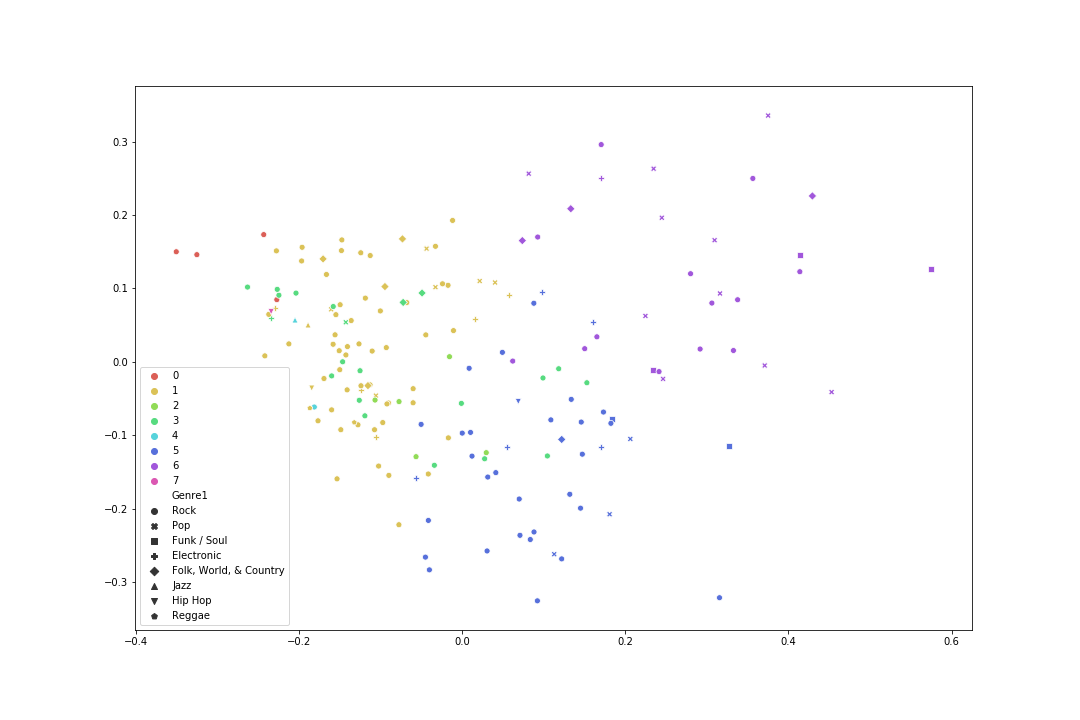 0.3
0.2
0.1
0.0
−0.1
−0.2
−0.3
0
1
2
3
4
5
6
7
Genre1
Rock
Pop
Funk / Soul
Electronic
Folk, World, & Country
Jazz
Hip Hop
Reggae
−0.4 −0.2 0.0 0.2 0.4 0.6